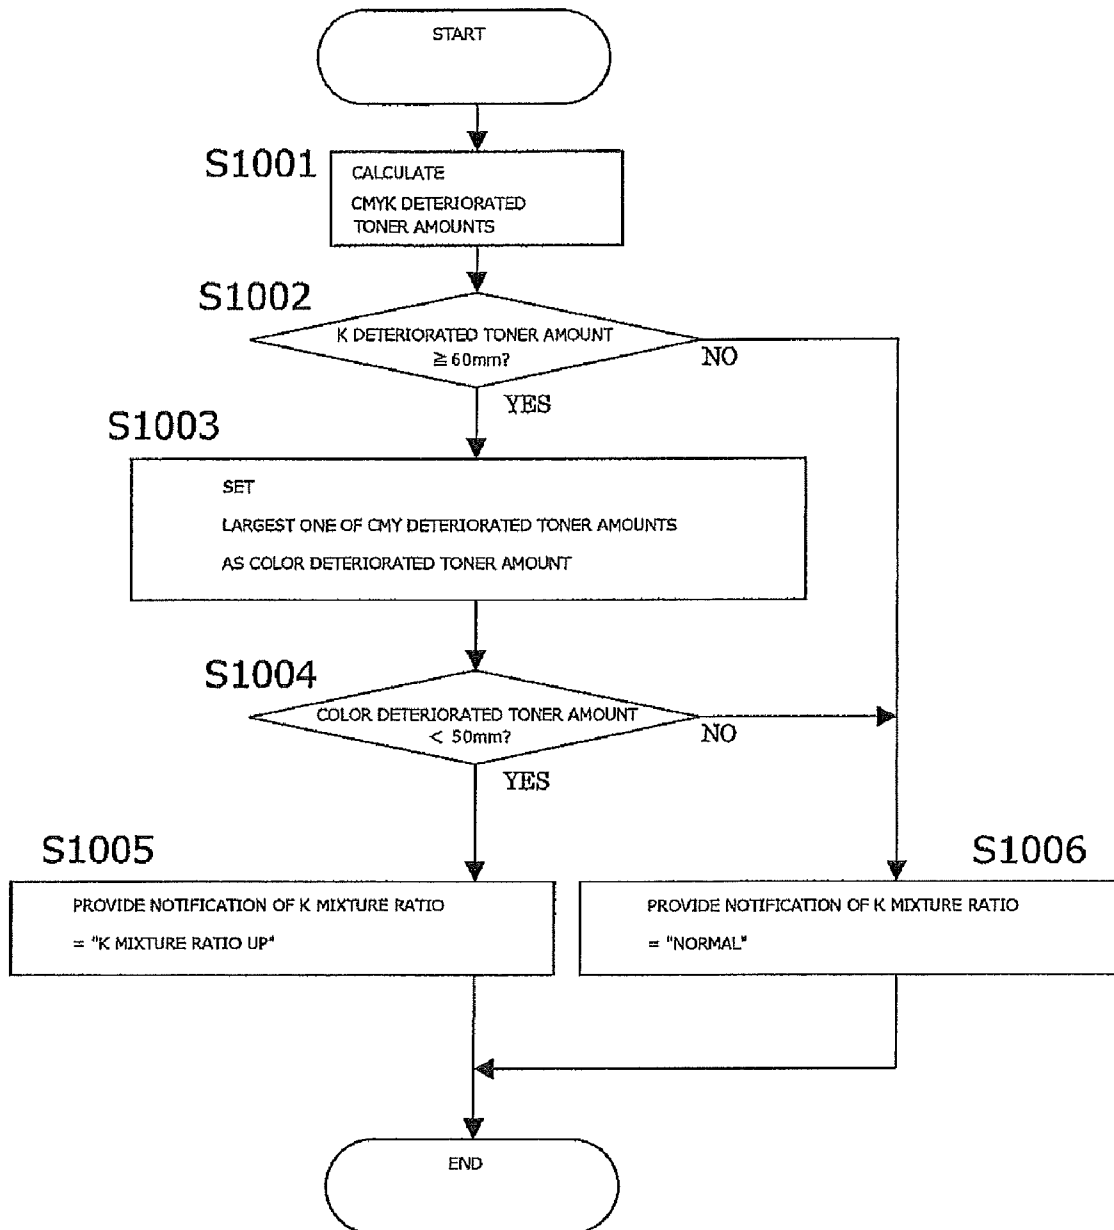 START
S1001
CALCULATE
CMYK DETERIORATED
TONER AMOUNTS
S1002
K DETERIORATED TONER AMOUNT
≧60mm?
NO
YES
S1003
SET
LARGEST ONE OF CMY DETERIORATED TONER AMOUNTS
AS COLOR DETERIORATED TONER AMOUNT
S1004
COLOR DETERIORATED TONER AMOUNT
< 50mm?
NO
YES
S1005
PROVIDE NOTIFICATION OF K MIXTURE RATIO
= "K MIXTURE RATIO UP"
S1006
PROVIDE NOTIFICATION OF K MIXTURE RATIO
= "NORMAL"
END